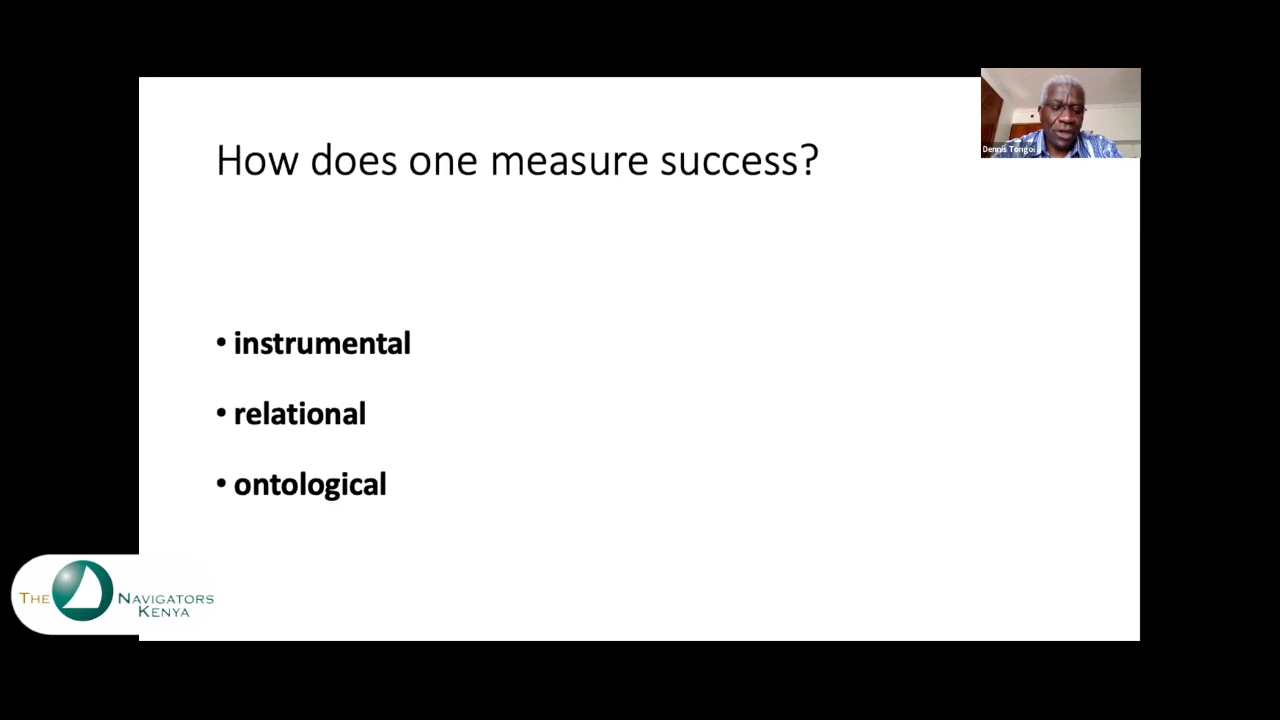 How does one measure success?
Dennis Tongoi
• instrumental
• relational
• ontological
THE NAVIGATORS
KENYA